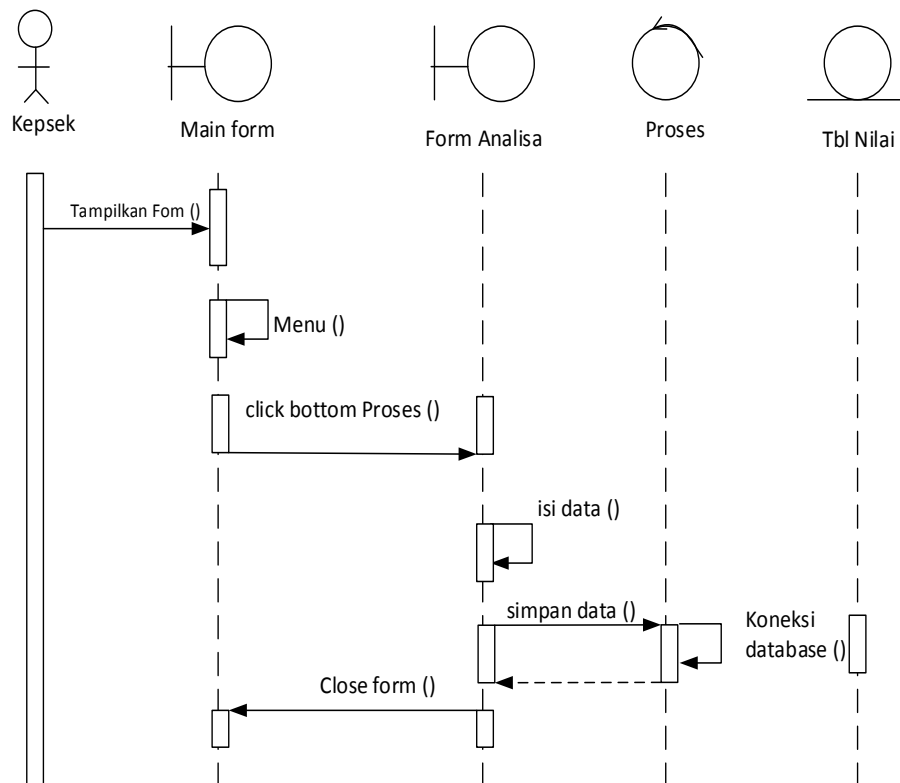 Kepsek
Main form
Form Analisa
Proses
Tbl Nilai
Tampilkan Fom ()
Menu ()
click bottom Proses ()
isi data ()
simpan data ()
Koneksi
database ()
Close form ()